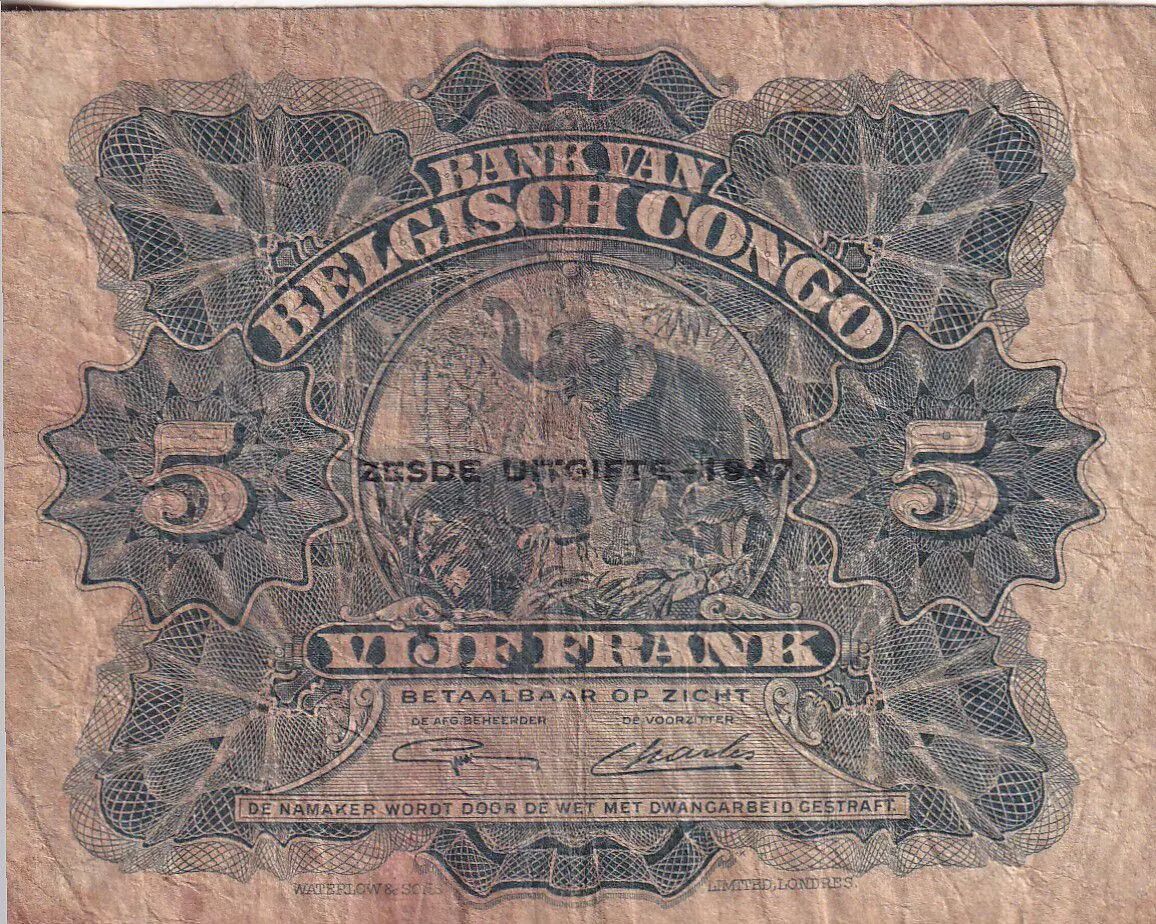 BANK VAN
BELGISCH CONGO
5 5
ZESDE UITGIFTE - 1947.
VIJF FRANK
BETAALBAAR OP ZICHT
DE AFG. BEHEERDER DE VOORZITTER
DE NAMAKER WORDT DOOR DE WET MET DWANGARBEID GESTRAFT.
WATERLOW & SONS LIMITED, LONDRES.